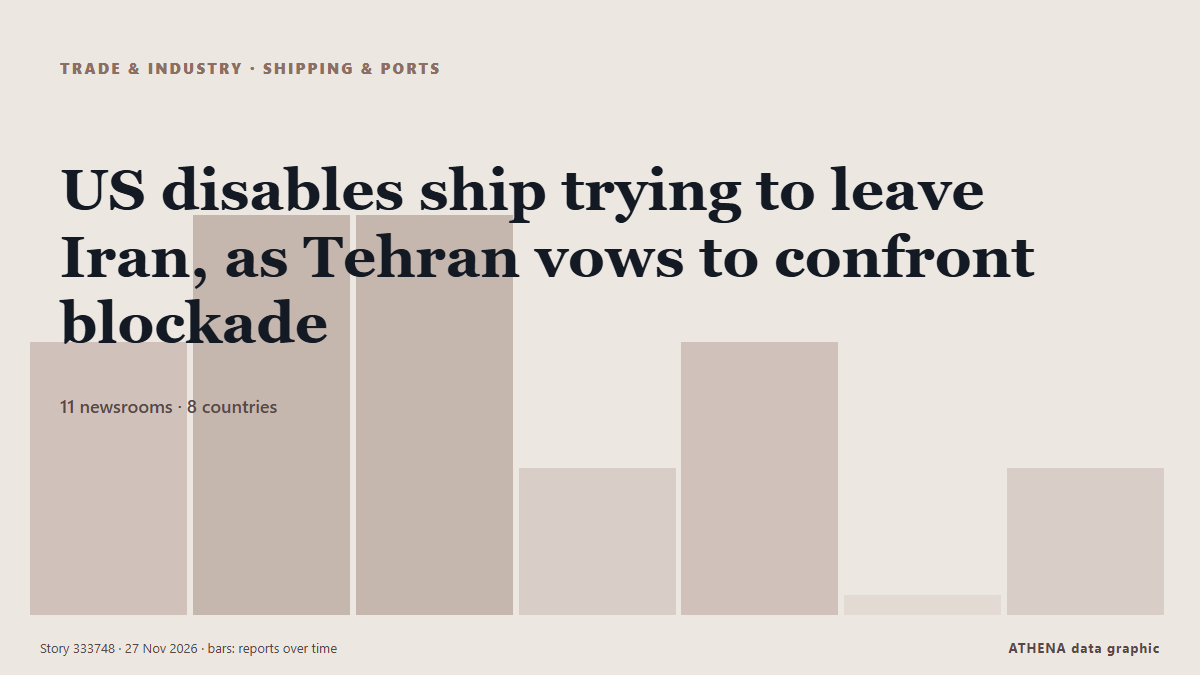 TRADE & INDUSTRY · SHIPPING & PORTS
US disables ship trying to leave
Iran, as Tehran vows to confront
blockade
11 newsrooms · 8 countries
Story 333748 · 27 Nov 2026 · bars: reports over time
ATHENA data graphic